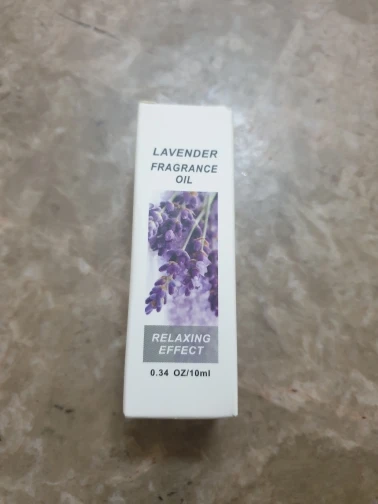 LAVENDER
FRAGRANCE
OIL
RELAXING
EFFECT
0.34 OZ/10ml